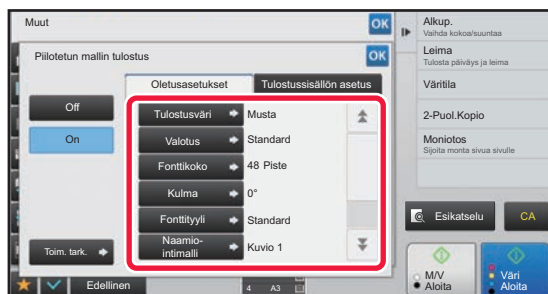 Muut
OK
Piilotetun mallin tulostus
OK
Oletusasetukset
Tulostussisällön asetus
Off
On
Toim. tark.
Tulostusväri
Musta
Valotus
Standard
Fonttikoko
48 Piste
Kulma
0°
Fonttityyli
Standard
Naamio-
intimalli
Kuvio 1
Edellinen
4 A3
Alkup.
Vaihda kokoa/suuntaa
Leima
Tulosta päiväys ja leima
Väritila
2-Puol.Kopio
Moniotos
Sijoita monta sivua sivulle
Esikatselu
CA
M/V
Aloita
Väri
Aloita